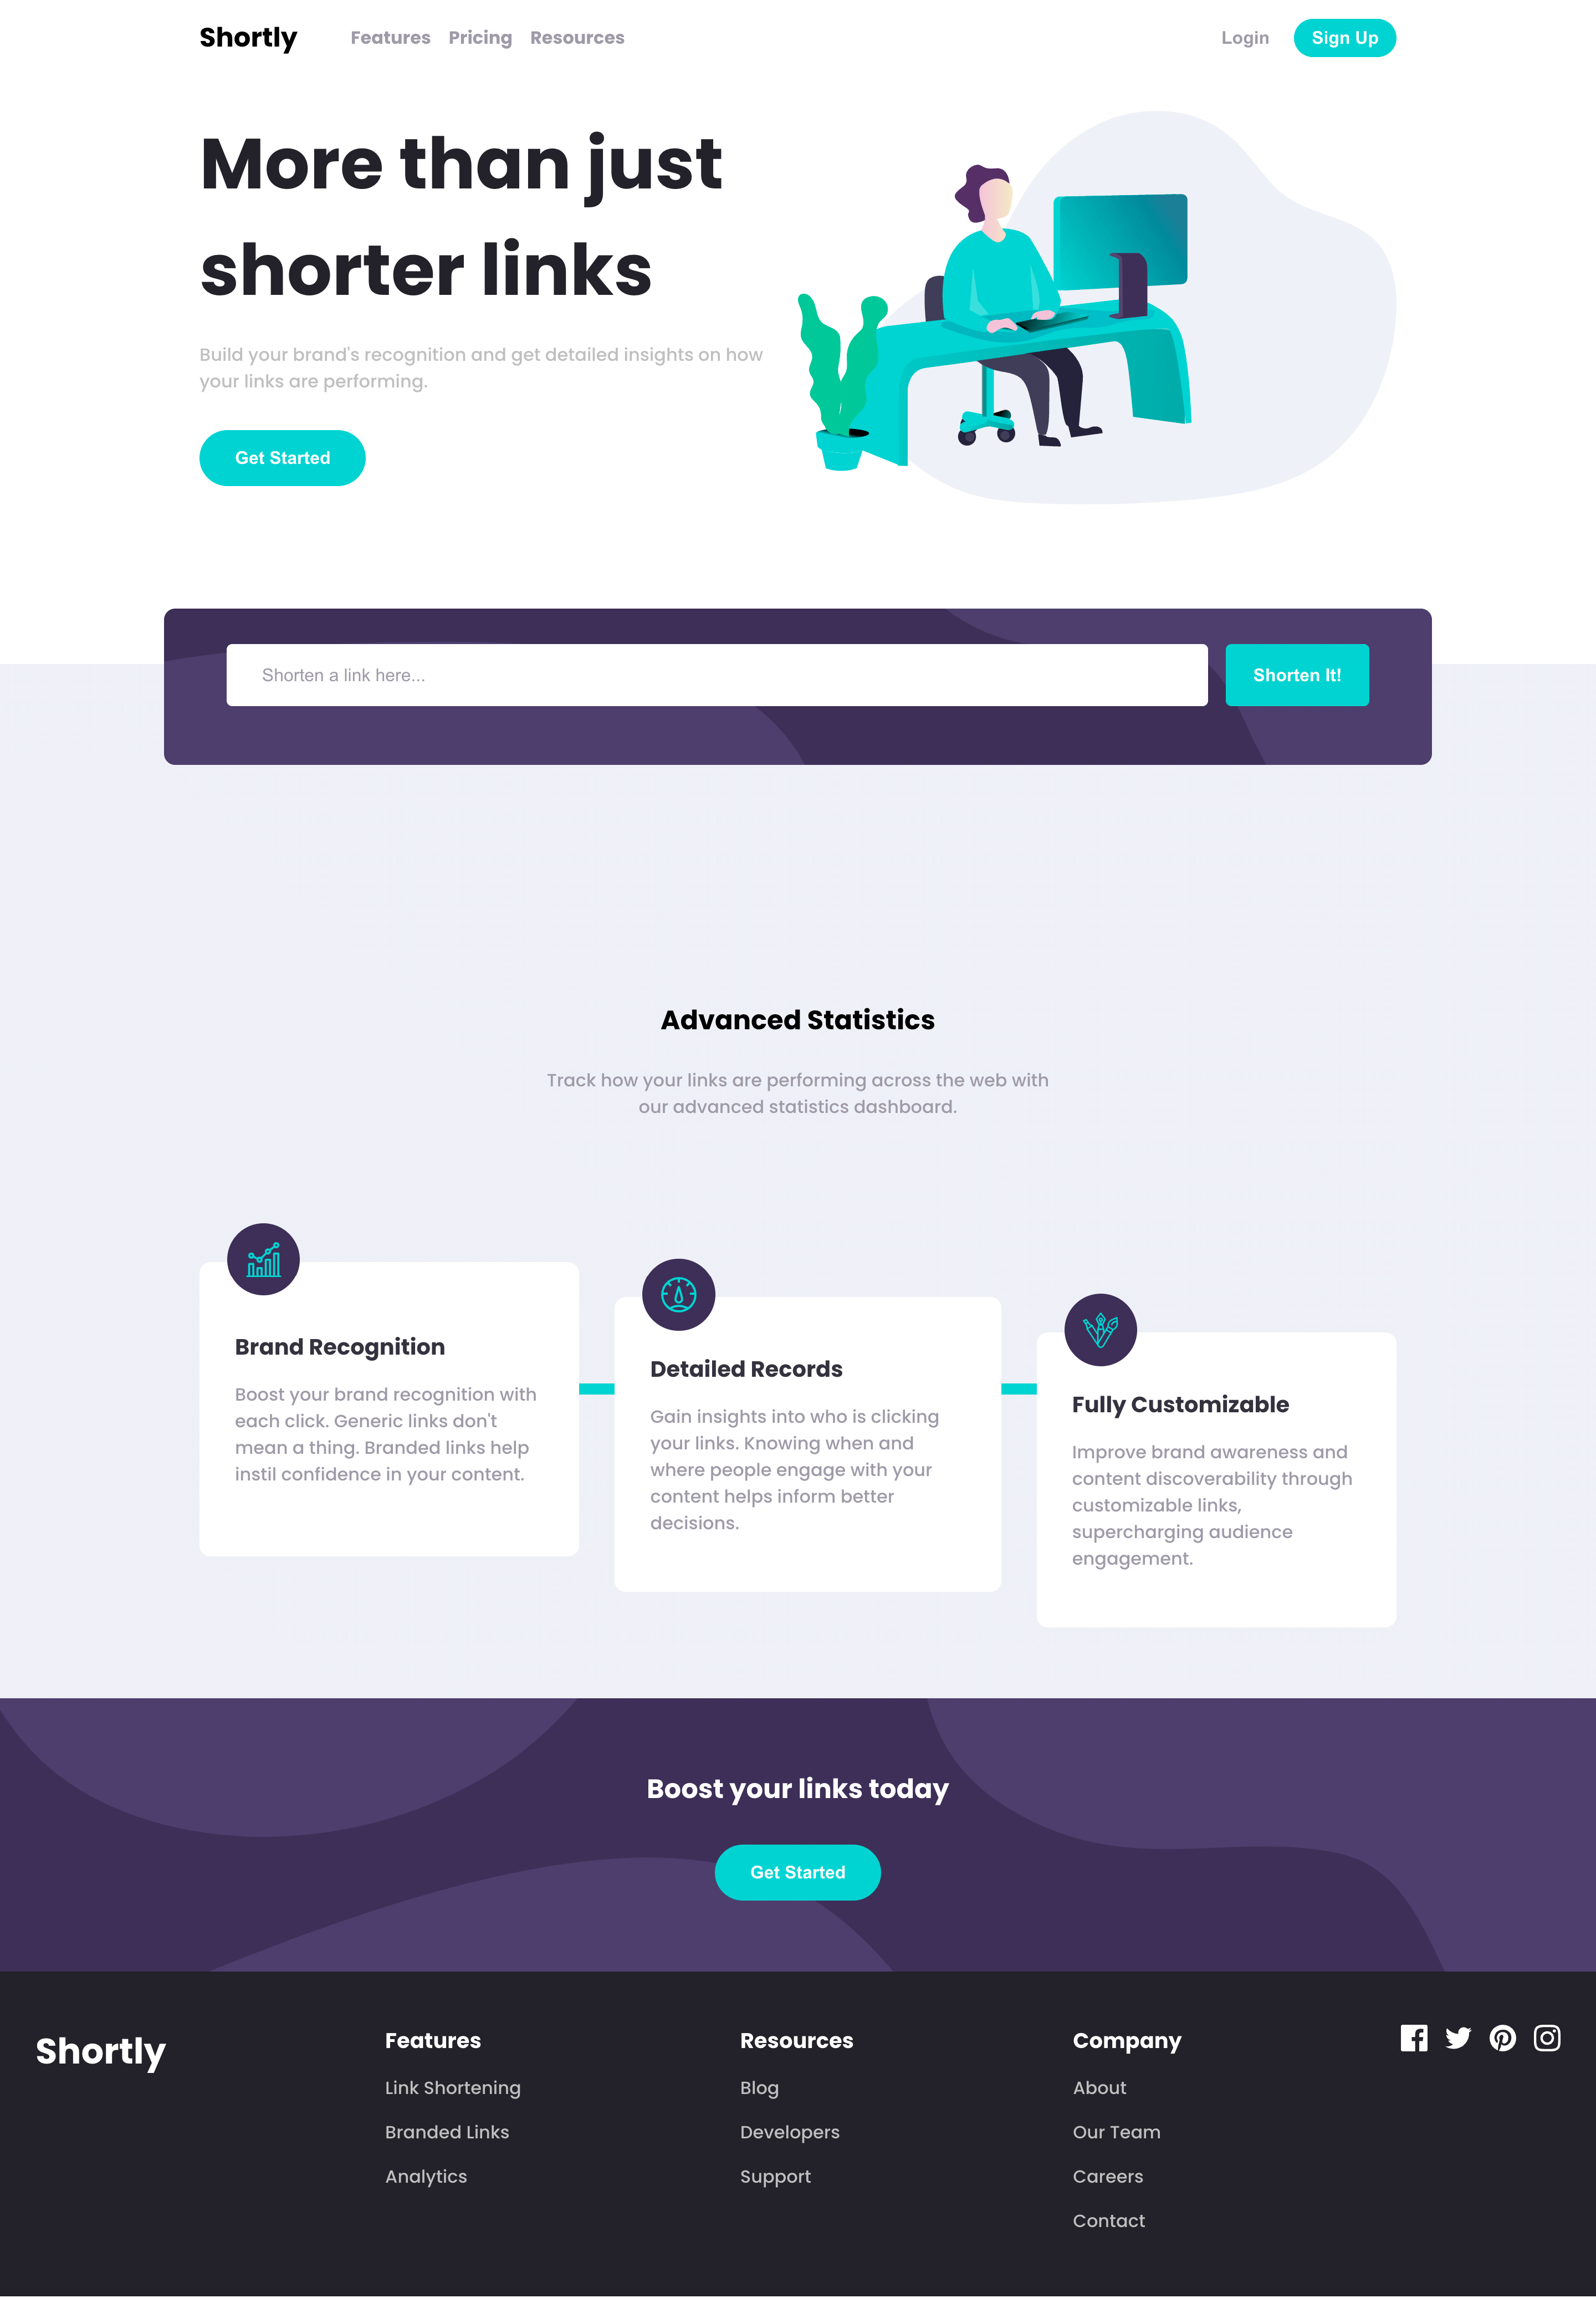 Shortly
Features Pricing Resources
Login
Sign Up
More than just
shorter links
Build your brand's recognition and get detailed insights on how
your links are performing.
Get Started
Shorten a link here...
Shorten It!
Advanced Statistics
Track how your links are performing across the web with
our advanced statistics dashboard.
Brand Recognition
Boost your brand recognition with
each click. Generic links don't
mean a thing. Branded links help
instil confidence in your content.
Detailed Records
Gain insights into who is clicking
your links. Knowing when and
where people engage with your
content helps inform better
decisions.
Fully Customizable
Improve brand awareness and
content discoverability through
customizable links,
supercharging audience
engagement.
Boost your links today
Get Started
Shortly
Features
Link Shortening
Branded Links
Analytics
Resources
Blog
Developers
Support
Company
About
Our Team
Careers
Contact